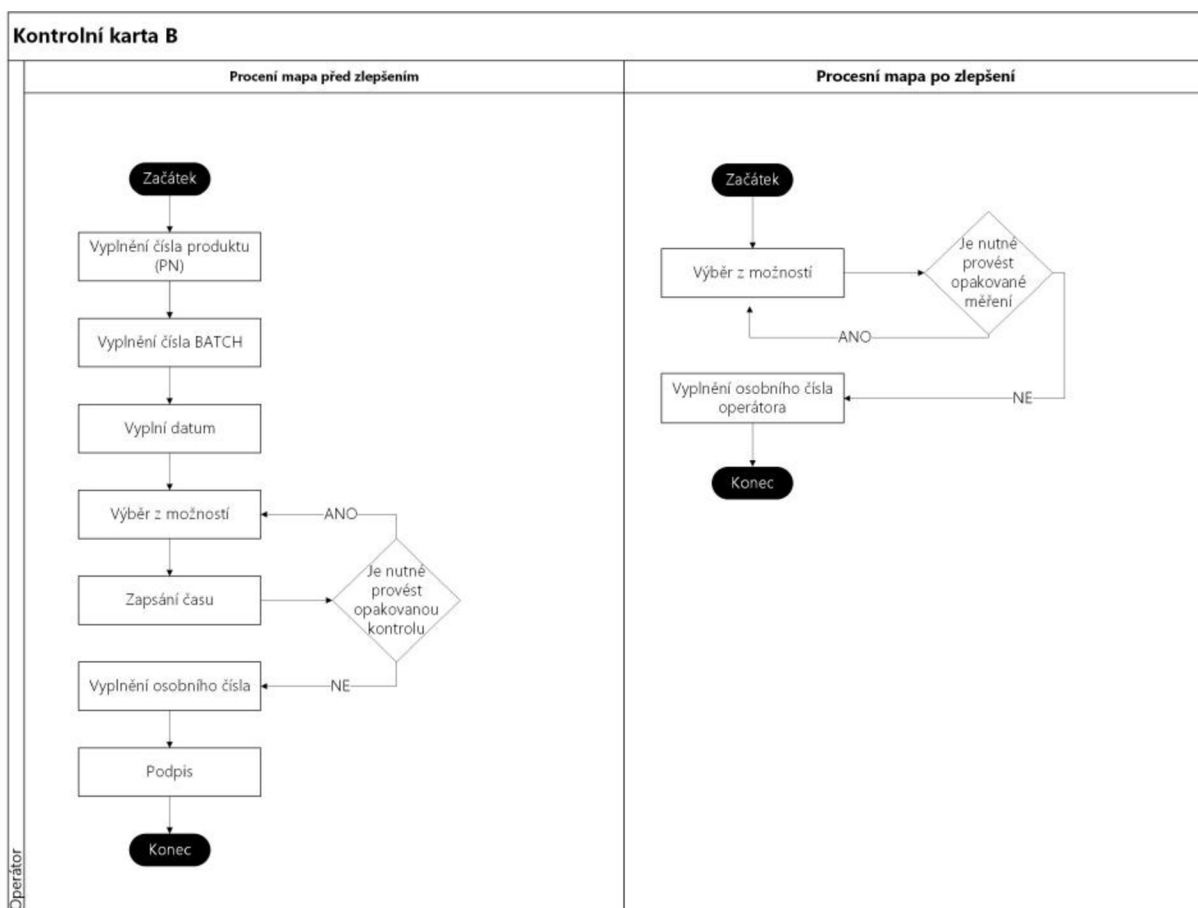 Kontrolní karta B
Procení mapa před zlepšením
Začátek
Vyplnění čísla produktu
(PN)
Vyplnění čísla BATCH
Vyplní datum
Výběr z možností
ANO
Zapsání času
Je nutné
provést
opakovanou
kontrolu
Vyplnění osobního čísla
NE
Podpis
Konec
Operátor
Procesní mapa po zlepšení
Začátek
Výběr z možností
Je nutné
provést
opakované
měření
ANO
Vyplnění osobního čísla
operátora
NE
Konec